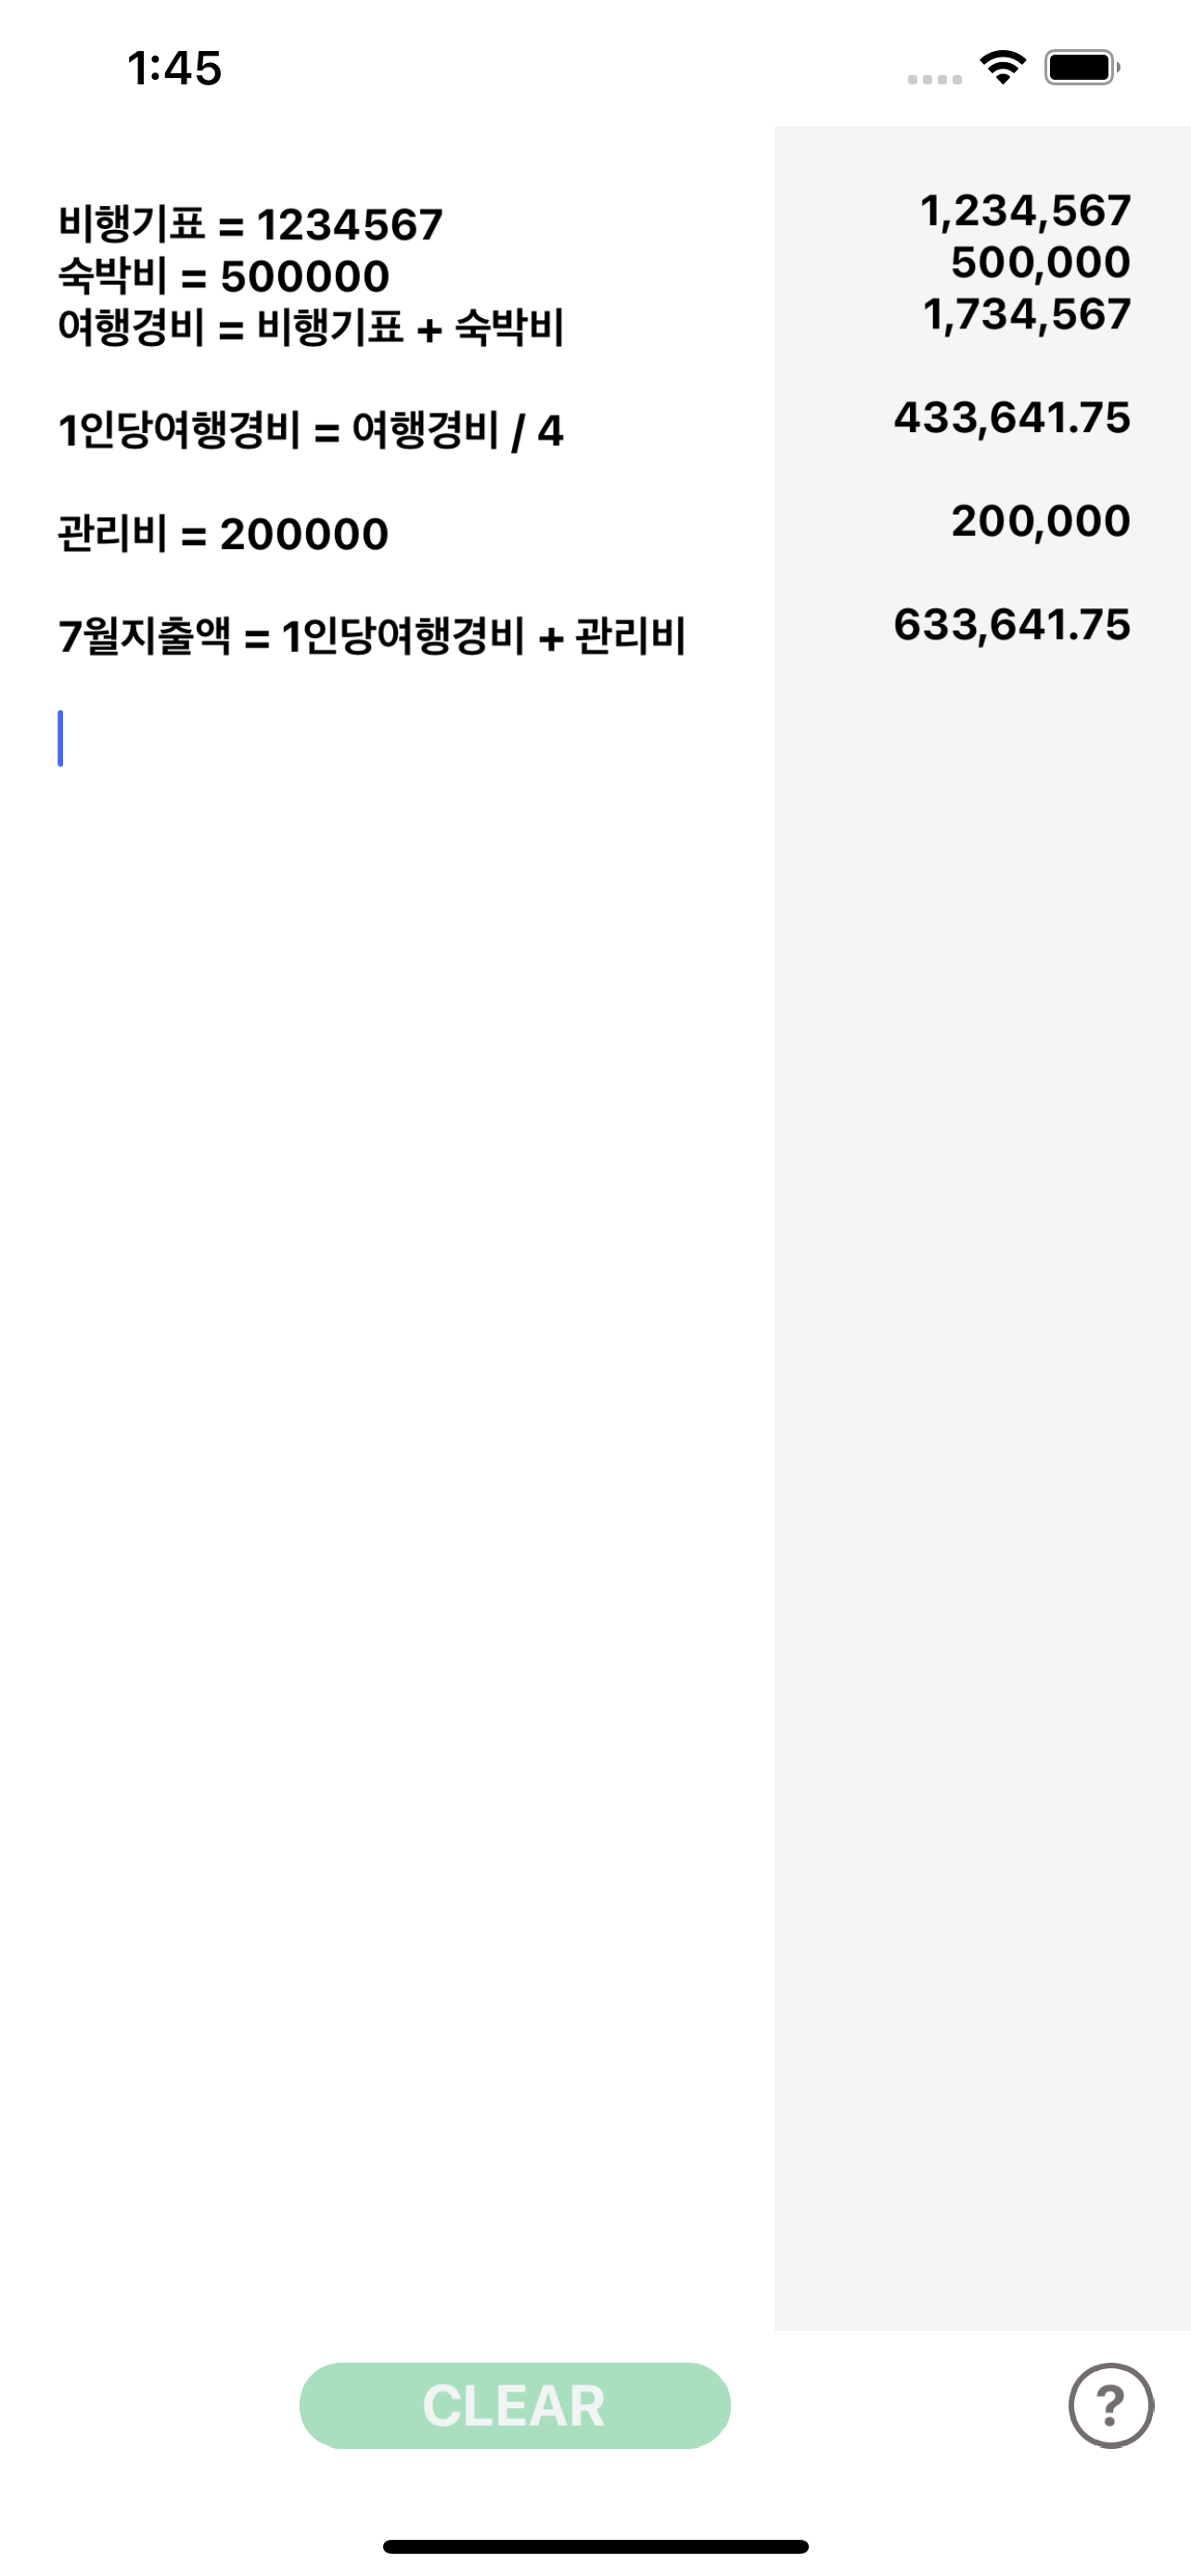 1:45
비행기표 = 1234567 1,234,567
숙박비 = 500000 500,000
여행경비 = 비행기표 + 숙박비 1,734,567
1인당여행경비 = 여행경비 / 4 433,641.75
관리비 = 200000 200,000
7월지출액 = 1인당여행경비 + 관리비 633,641.75
CLEAR ?